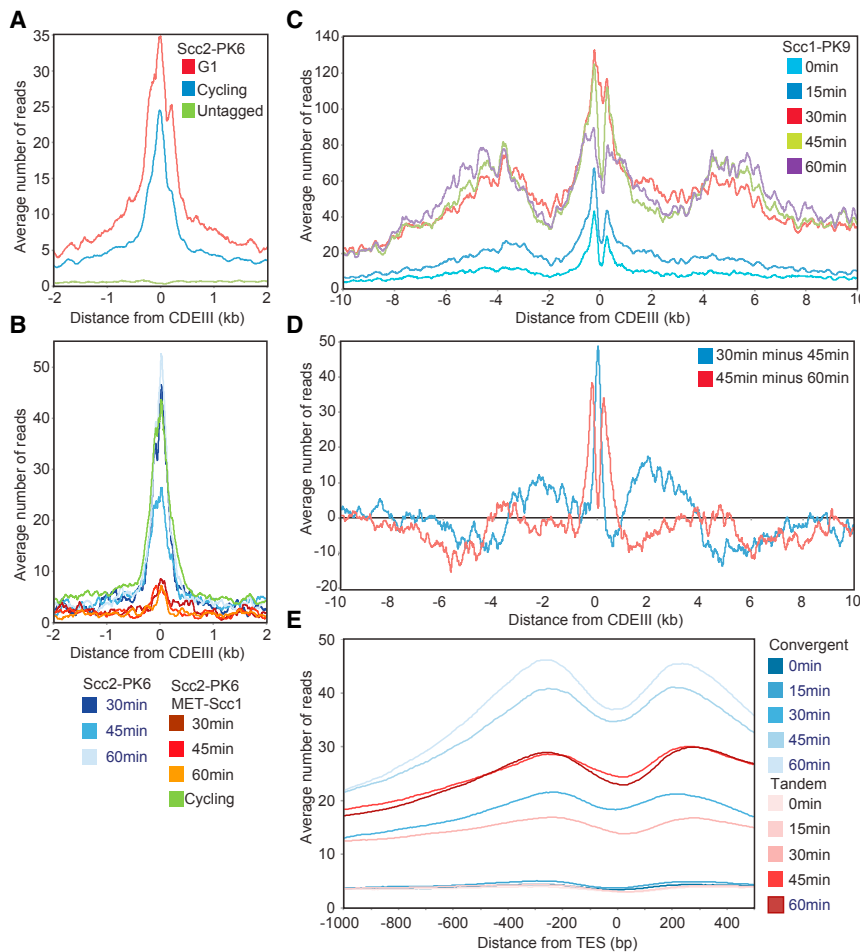 A
Scc2-PK6
G1
Cycling
Untagged
35
30
25
20
15
10
5
0
Average number of reads
-2 -1 0 1 2
Distance from CDEIII (kb)
B
50
40
30
20
10
0
Average number of reads
-2 -1 0 1 2
Distance from CDEIII (kb)
Scc2-PK6
30min
45min
60min
Scc2-PK6
MET-Scc1
30min
45min
60min
Cycling
C
Scc1-PK9
0min
15min
30min
45min
60min
140
120
100
80
60
40
20
0
Average number of reads
-10 -8 -6 -4 -2 0 2 4 6 8 10
Distance from CDEIII (kb)
D
30min minus 45min
45min minus 60min
50
40
30
20
10
0
-10
20
Average number of reads
-10 -8 -6 -4 -2 0 2 4 6 8 10
Distance from CDEIII (kb)
E
50
40
30
20
10
0
Average number of reads
-1000 -800 -600 -400 -200 0 200 400
Distance from TES (bp)
Convergent
0min
15min
30min
45min
60min
Tandem
0min
15min
30min
45min
60min